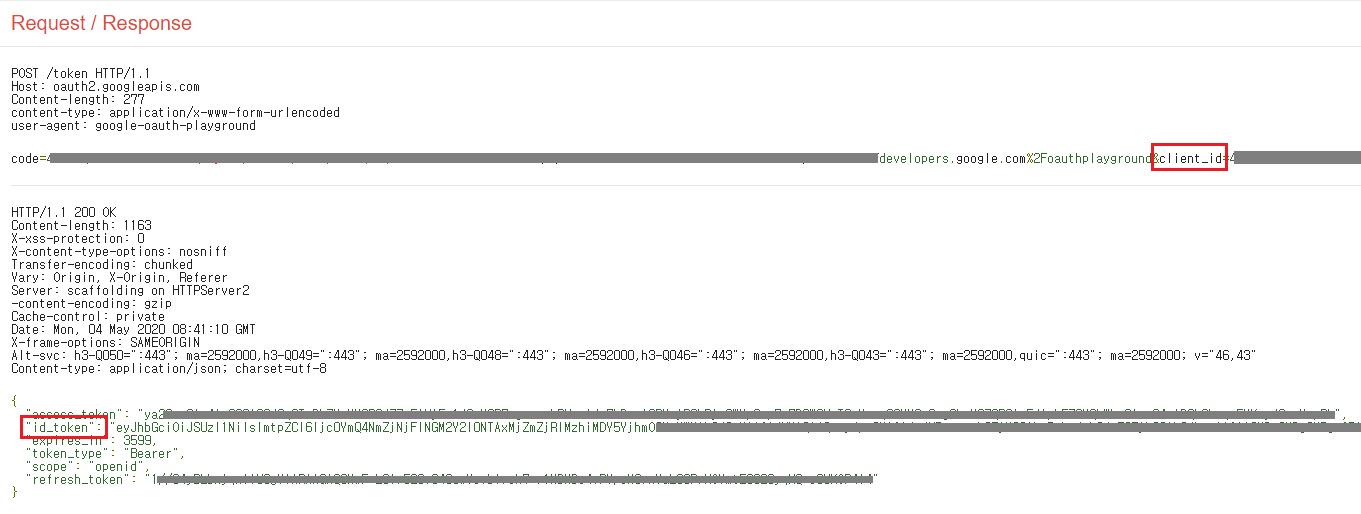 Request / Response
POST /token HTTP/1.1
Host: oauth2.googleapis.com
Content-length: 277
content-type: application/x-www-form-urlencoded
user-agent: google-oauth-playground
code=4 developers.google.com%2Foauthplayground&client_id=4
HTTP/1.1 200 OK
Content-length: 1163
X-xss-protection: 0
X-content-type-options: nosniff
Transfer-encoding: chunked
Vary: Origin, X-Origin, Referer
Server: scaffolding on HTTPServer2
-content-encoding: gzip
Cache-control: private
Date: Mon, 04 May 2020 08:41:10 GMT
X-frame-options: SAMEORIGIN
Alt-svc: h3-Q050=":443"; ma=2592000,h3-Q049=":443"; ma=2592000,h3-Q048=":443"; ma=2592000,h3-Q046=":443"; ma=2592000,h3-Q043=":443"; ma=2592000,quic=":443"; ma=2592000; v="46,43"
Content-type: application/json; charset=utf-8
{
"access_token": "ya2
"id_token":
"expires_in": 3599,
"token_type": "Bearer",
"scope": "openid",
"refresh_token": "1
}